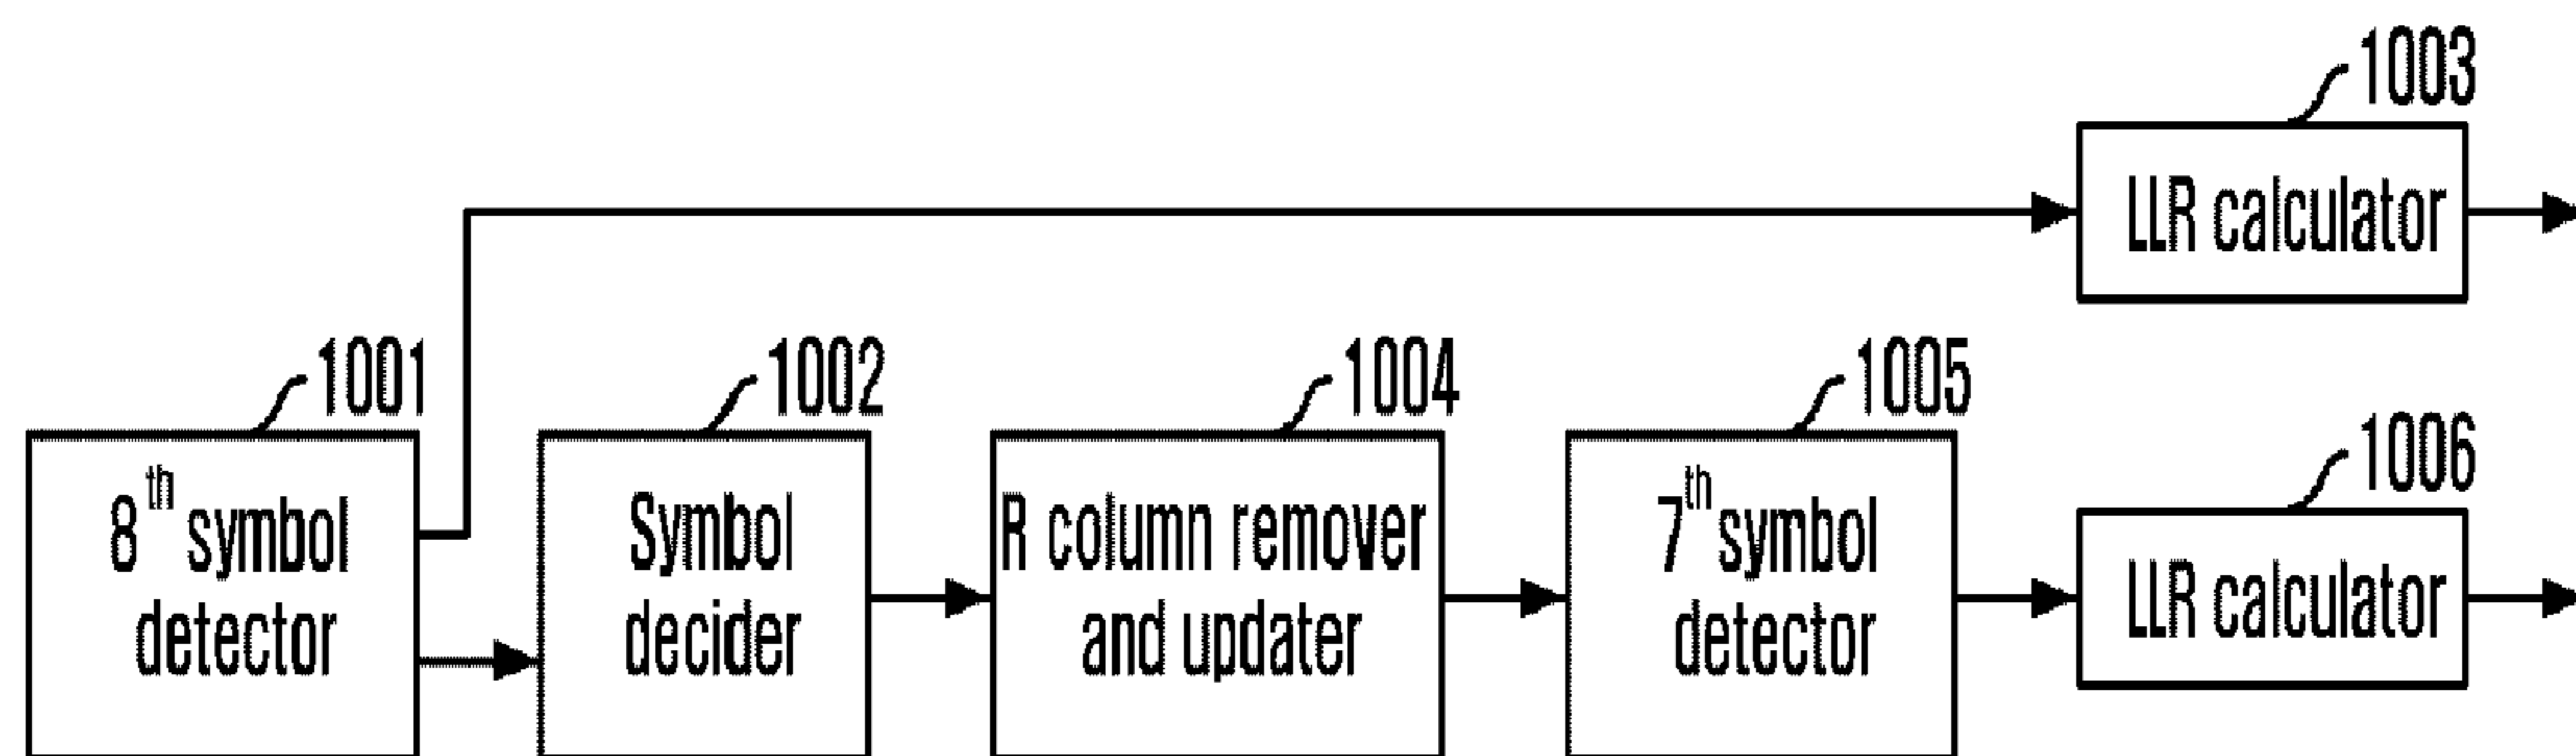 1003
LLR calculator
1001
1002
1004
1005
1006
8th symbol
detector
Symbol
decider
R column remover
and updater
7th symbol
detector
LLR calculator